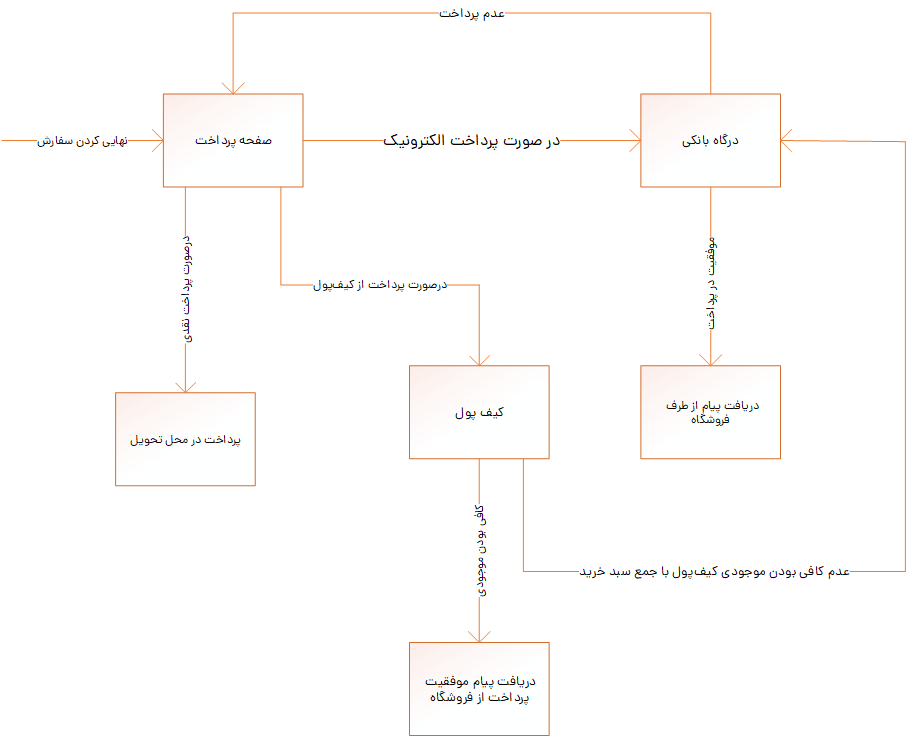 عدم پرداخت
نهایی کردن سفارش
صفحه پرداخت
در صورت پرداخت الکترونیک
درگاه بانکی
درصورت پرداخت نقدی
درصورت پرداخت از کیف‌پول
موفقیت در پرداخت
پرداخت در محل تحویل
کیف پول
دریافت پیام از طرف
فروشگاه
کافی بودن موجودی
عدم کافی بودن موجودی کیف‌پول با جمع سبد خرید
دریافت پیام موفقیت
پرداخت از فروشگاه